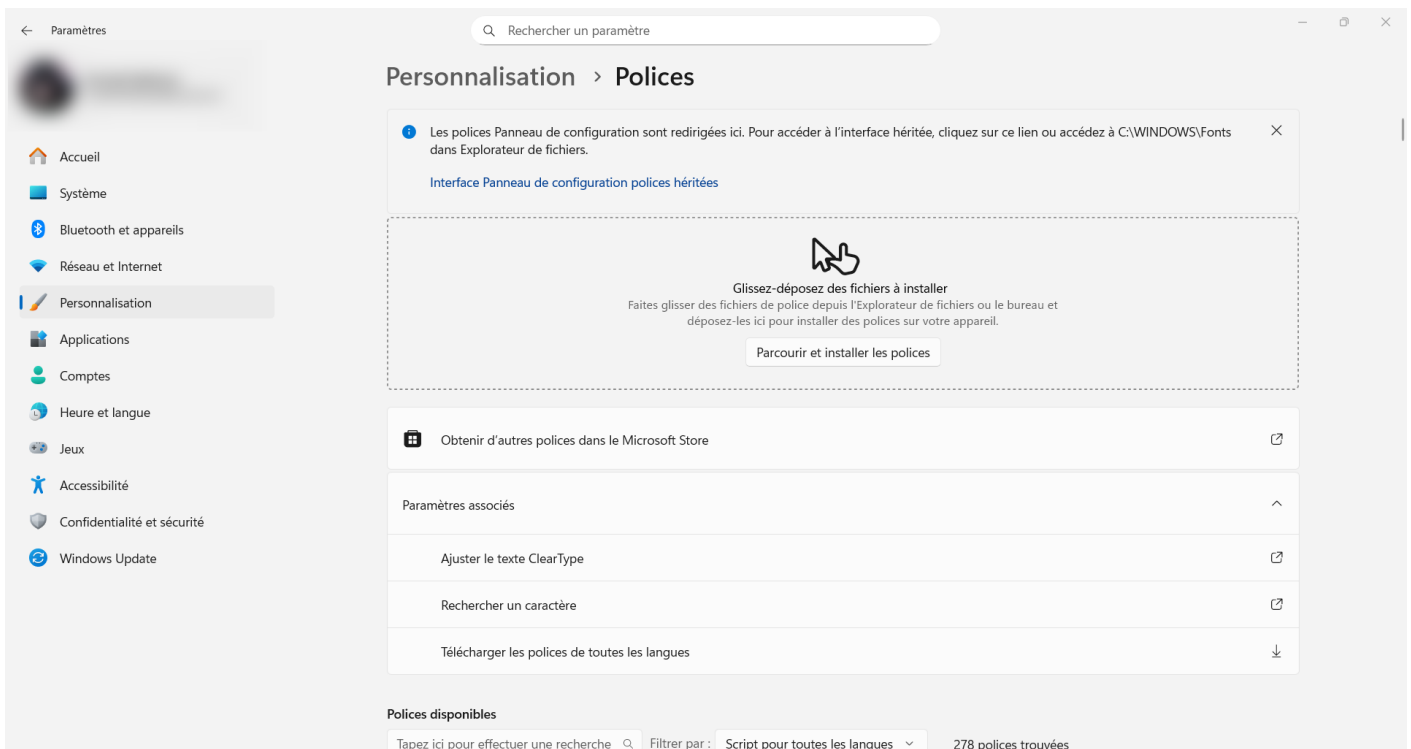 Paramètres
Rechercher un paramètre
Personnalisation > Polices
Les polices Panneau de configuration sont redirigées ici. Pour accéder à l'interface héritée, cliquez sur ce lien ou accédez à C:\WINDOWS\Fonts
dans Explorateur de fichiers.
Interface Panneau de configuration polices héritées
Accueil
Système
Bluetooth et appareils
Réseau et Internet
Personnalisation
Applications
Comptes
Heure et langue
Jeux
Accessibilité
Confidentialité et sécurité
Windows Update
Glissez-déposez des fichiers à installer
Faites glisser des fichiers de police depuis l'Explorateur de fichiers ou le bureau et
déposez-les ici pour installer des polices sur votre appareil.
Parcourir et installer les polices
Obtenir d'autres polices dans le Microsoft Store
Paramètres associés
Ajuster le texte ClearType
Rechercher un caractère
Télécharger les polices de toutes les langues
Polices disponibles
Tapez ici pour effectuer une recherche Filtrer par : Script pour toutes les langues 278 polices trouvées